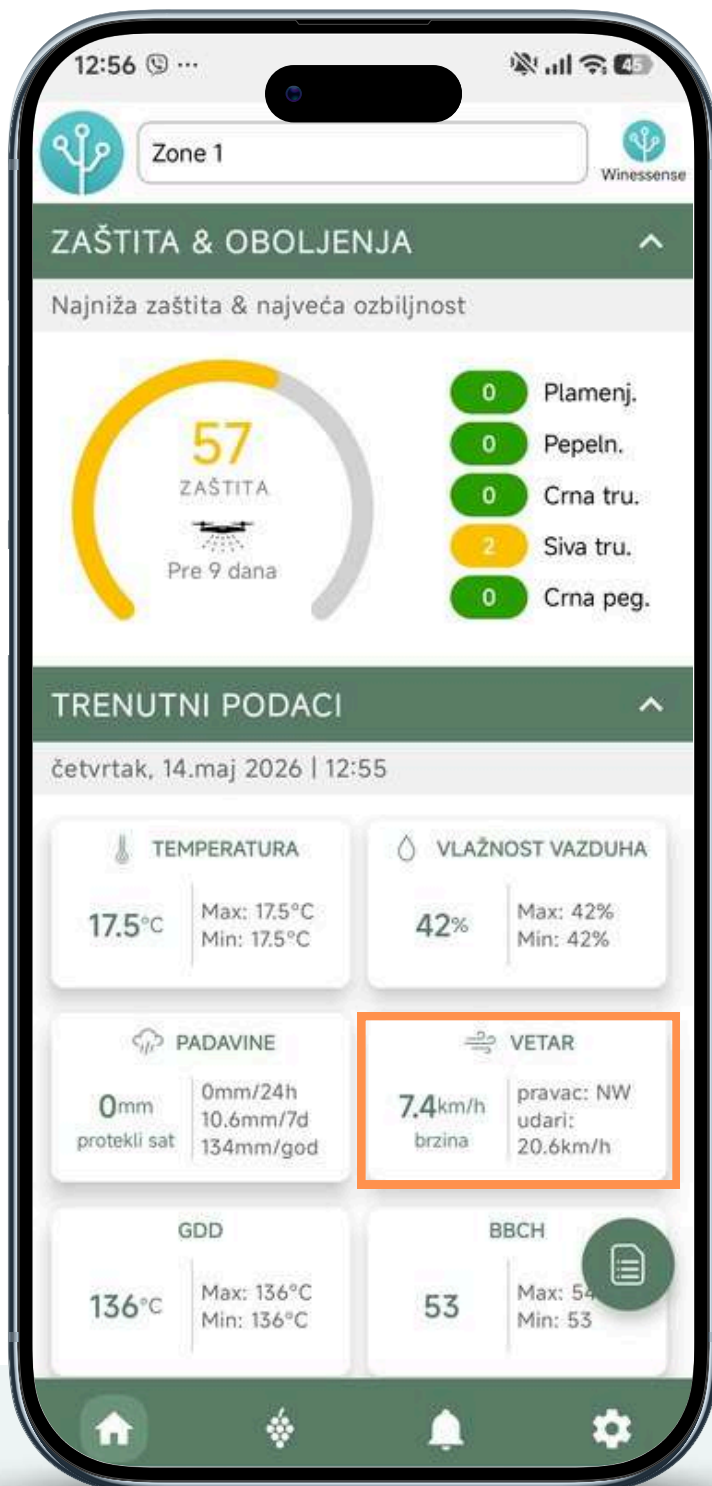 12:56
45
Zone 1
Winessense
ZAŠTITA & OBOLJENJA
Najniža zaštita & najveća ozbiljnost
57
ZAŠTITA
Pre 9 dana
0 Plamenj.
0 Pepeln.
0 Crna tru.
2 Siva tru.
0 Crna peg.
TRENUTNI PODACI
četvrtak, 14.maj 2026 | 12:55
TEMPERATURA
17.5°C
Max: 17.5°C
Min: 17.5°C
VLAŽNOST VAZDUHA
42%
Max: 42%
Min: 42%
PADAVINE
0mm
protekli sat
0mm/24h
10.6mm/7d
134mm/god
VETAR
7.4km/h
brzina
pravac: NW
udari:
20.6km/h
GDD
136°C
Max: 136°C
Min: 136°C
BBCH
53
Max: 54
Min: 53